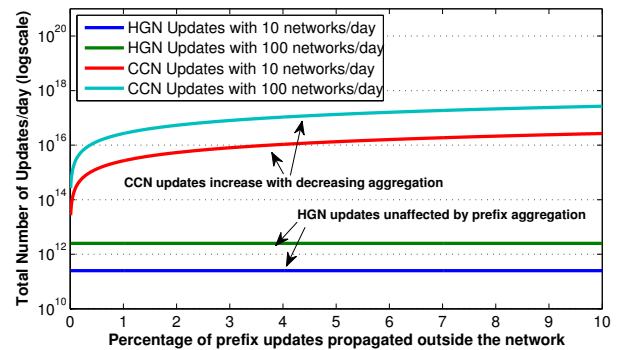 Total Number of Updates/day (logscale)
10^20
10^18
10^16
10^14
10^12
10^10
HGN Updates with 10 networks/day
HGN Updates with 100 networks/day
CCN Updates with 10 networks/day
CCN Updates with 100 networks/day
CCN updates increase with decreasing aggregation
HGN updates unaffected by prefix aggregation
0 1 2 3 4 5 6 7 8 9 10
Percentage of prefix updates propagated outside the network